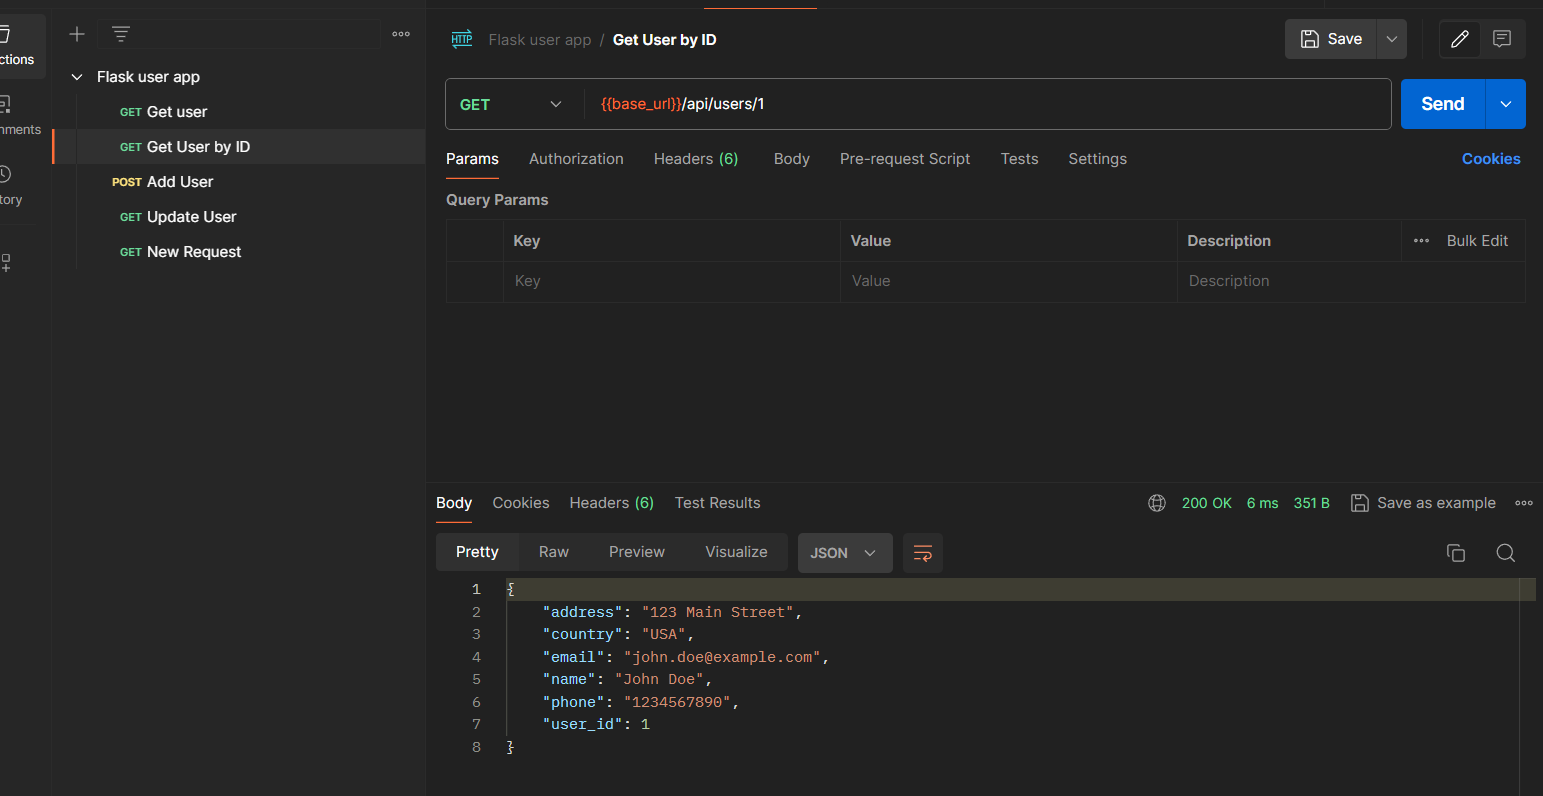 ctions
nments
tory
Flask user app
GET Get user
GET Get User by ID
POST Add User
GET Update User
GET New Request
HTTP Flask user app / Get User by ID Save
GET {{base_url}}/api/users/1 Send
Params Authorization Headers (6) Body Pre-request Script Tests Settings Cookies
Query Params
Key Value Description Bulk Edit
Key Value Description
Body Cookies Headers (6) Test Results 200 OK 6 ms 351 B Save as example
Pretty Raw Preview Visualize JSON
1 {
2 "address": "123 Main Street",
3 "country": "USA",
4 "email": "john.doe@example.com",
5 "name": "John Doe",
6 "phone": "1234567890",
7 "user_id": 1
8 }